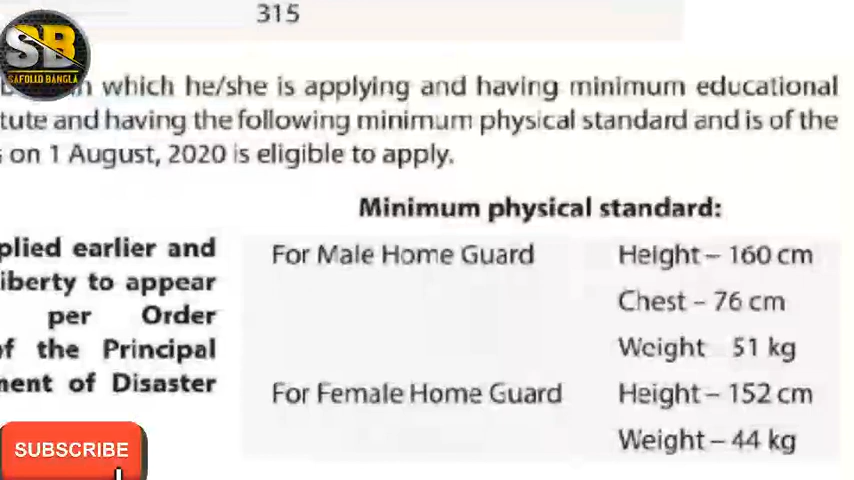 315
SB
SAFOLLO BANGLA
in which he/she is applying and having minimum educational
tute and having the following minimum physical standard and is of the
s on 1 August, 2020 is eligible to apply.
Minimum physical standard:
plied earlier and
iberty to appear
per Order
of the Principal
ment of Disaster
For Male Home Guard Height – 160 cm
Chest – 76 cm
Weight 51 kg
For Female Home Guard Height – 152 cm
Weight – 44 kg
SUBSCRIBE